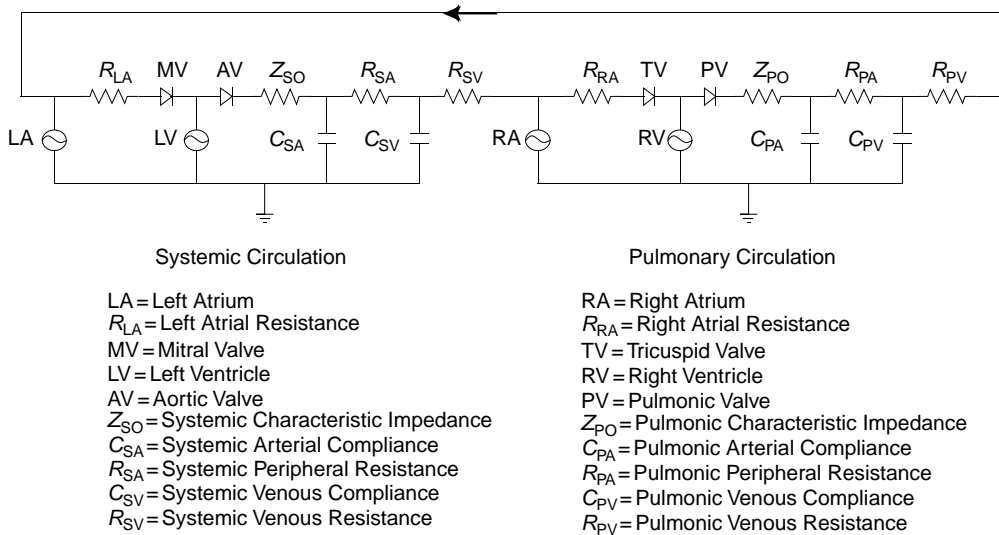 R_LA MV AV Z_SO R_SA R_SV R_RA TV PV Z_PO R_PA R_PV
LA LV C_SA C_SV RA RV C_PA C_PV
Systemic Circulation
LA = Left Atrium
R_LA = Left Atrial Resistance
MV = Mitral Valve
LV = Left Ventricle
AV = Aortic Valve
Z_SO = Systemic Characteristic Impedance
C_SA = Systemic Arterial Compliance
R_SA = Systemic Peripheral Resistance
C_SV = Systemic Venous Compliance
R_SV = Systemic Venous Resistance
Pulmonary Circulation
RA = Right Atrium
R_RA = Right Atrial Resistance
TV = Tricuspid Valve
RV = Right Ventricle
PV = Pulmonic Valve
Z_PO = Pulmonic Characteristic Impedance
C_PA = Pulmonic Arterial Compliance
R_PA = Pulmonic Peripheral Resistance
C_PV = Pulmonic Venous Compliance
R_PV = Pulmonic Venous Resistance